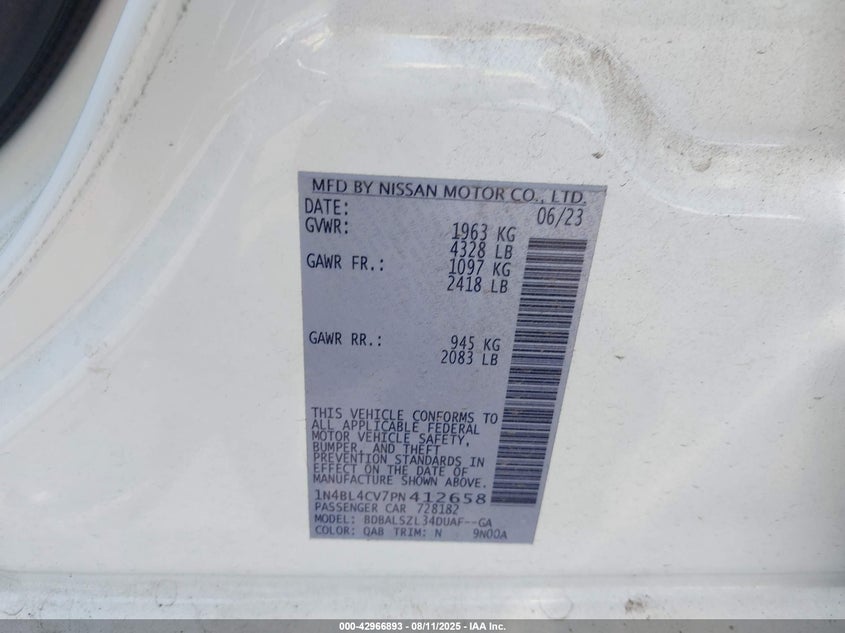 MFD BY NISSAN MOTOR CO., LTD.
DATE: 06/23
GVWR: 1963 KG
4328 LB
GAWR FR.: 1097 KG
2418 LB
GAWR RR.: 945 KG
2083 LB
THIS VEHICLE CONFORMS TO
ALL APPLICABLE FEDERAL
MOTOR VEHICLE SAFETY,
BUMPER, AND THEFT
PREVENTION STANDARDS IN
EFFECT ON THE DATE OF
MANUFACTURE SHOWN ABOVE.
1N4BL4CV7PN412658
PASSENGER CAR 728182
MODEL: BDBALSZL34DUAF--GA
COLOR: QAB TRIM: N 9N00A
000-42966893 - 08/11/2025 - IAA Inc.